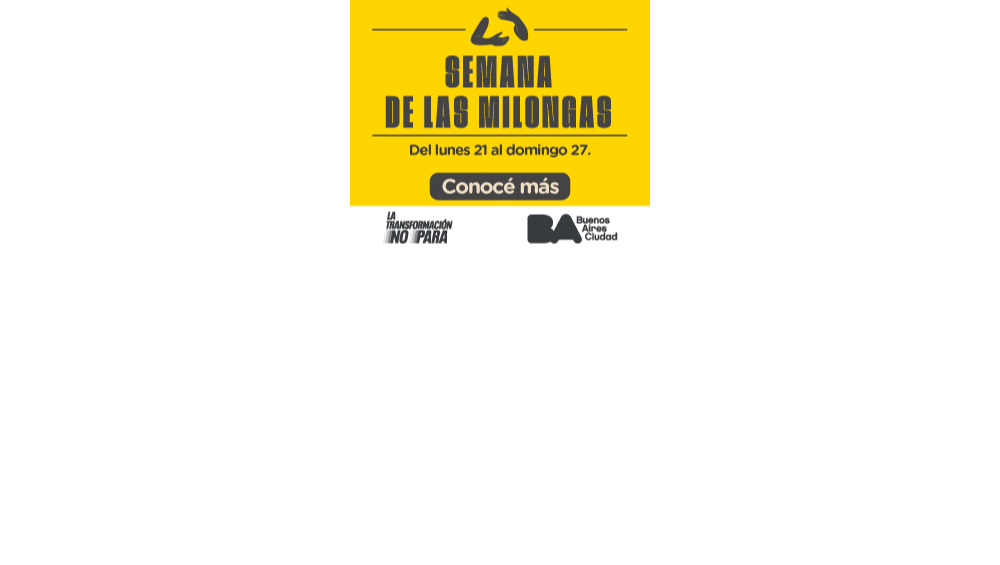 SEMANA
DE LAS MILONGAS
Del lunes 21 al domingo 27.
Conocé más
LA
TRANSFORMACIÓN
NO PARA
BA
Buenos
Aires
Ciudad